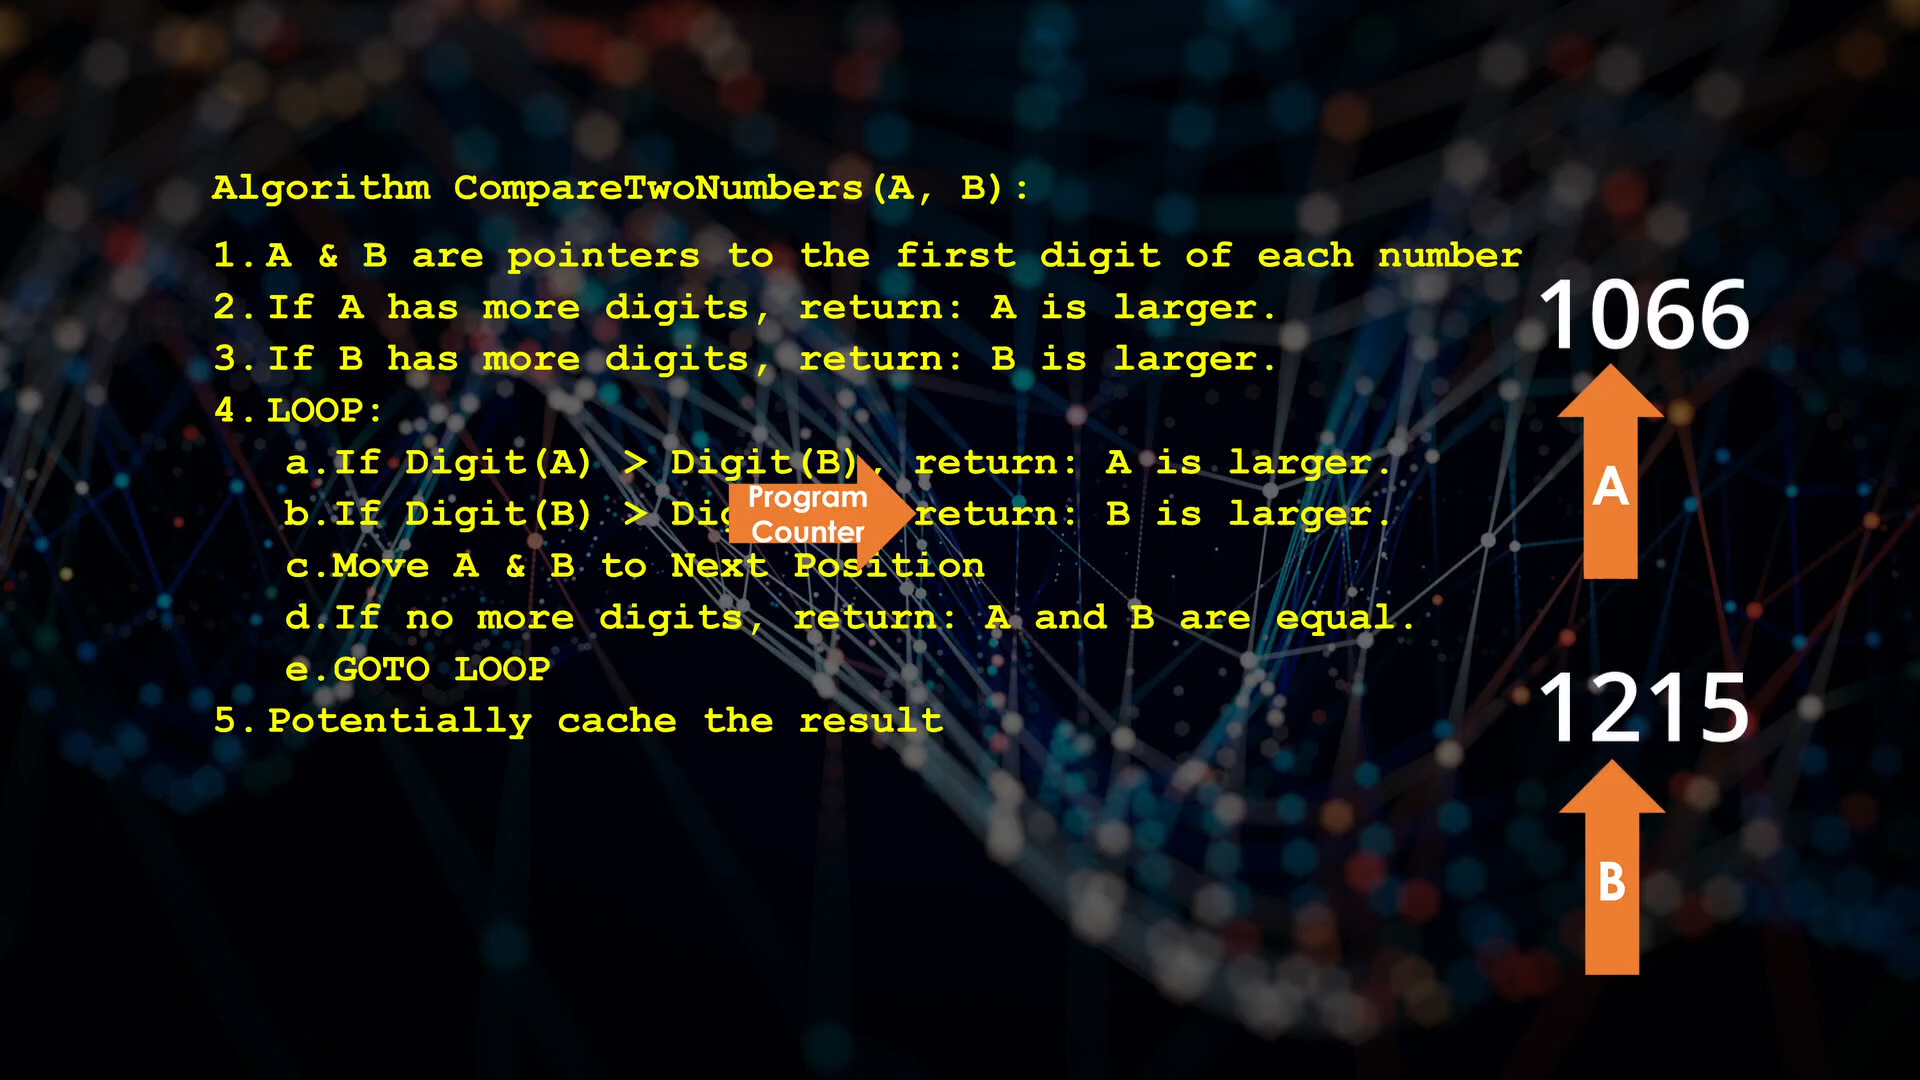 Algorithm CompareTwoNumbers(A, B):
1. A & B are pointers to the first digit of each number
2. If A has more digits, return: A is larger.
3. If B has more digits, return: B is larger.
4. LOOP:
a. If Digit(A) > Digit(B), return: A is larger.
b. If Digit(B) > return: B is larger.
c. Move A & B to Next Position
d. If no more digits, return: A and B are equal.
e. GOTO LOOP
5. Potentially cache the result
Program
Counter
1066
A
1215
B